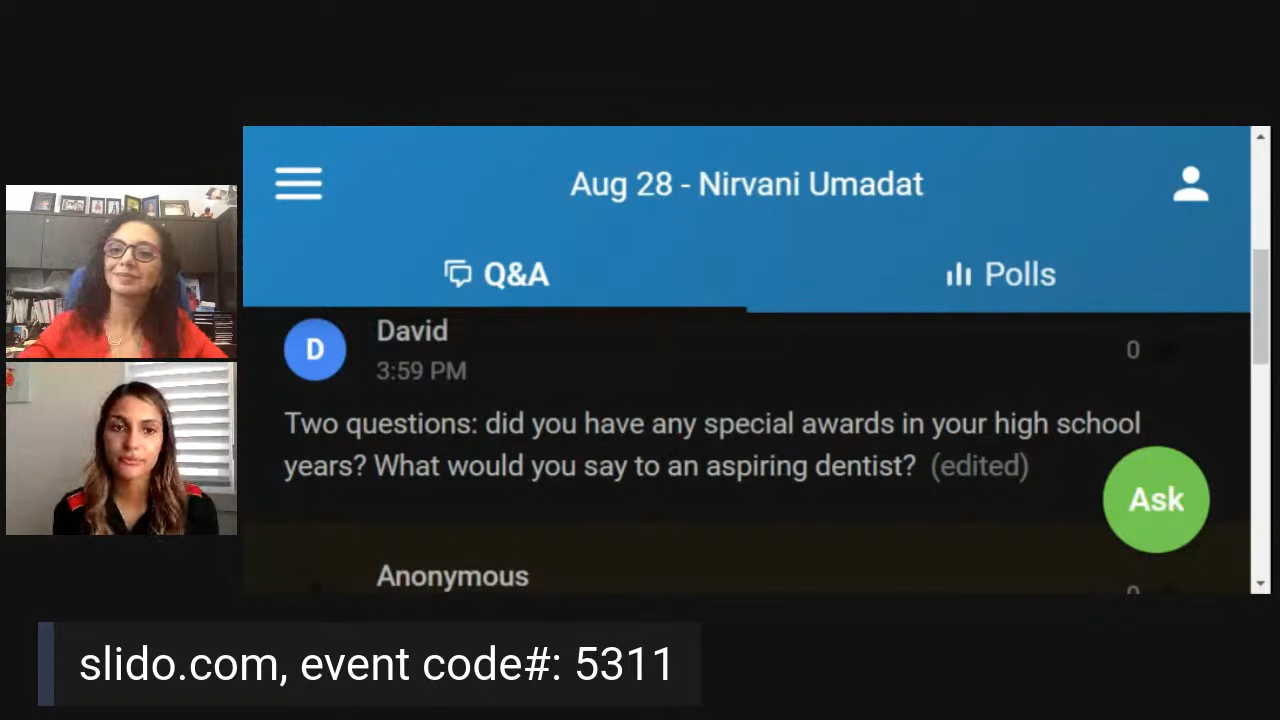 Aug 28 - Nirvani Umadat
Q&A
Polls
D
David
3:59 PM
0
Two questions: did you have any special awards in your high school
years? What would you say to an aspiring dentist? (edited)
Ask
Anonymous
0
slido.com, event code#: 5311